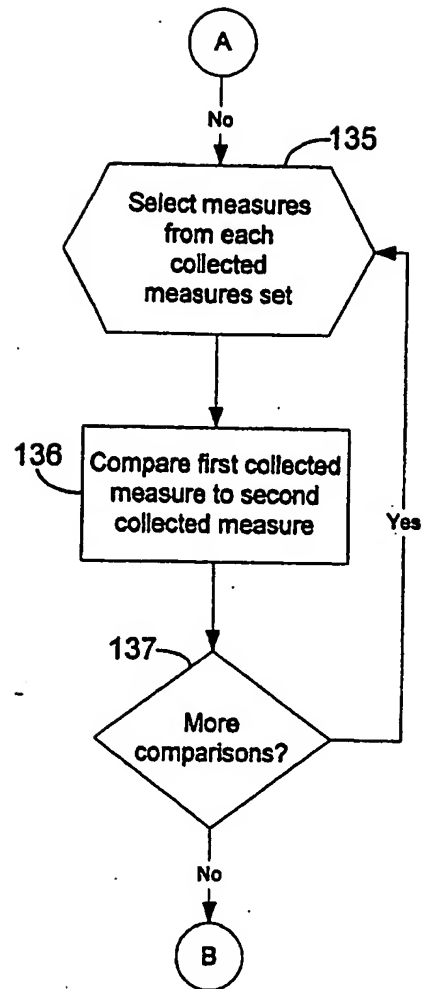 A
No
135
Select measures
from each
collected
measures set
136
Compare first collected
measure to second
collected measure
Yes
137
More
comparisons?
No
B